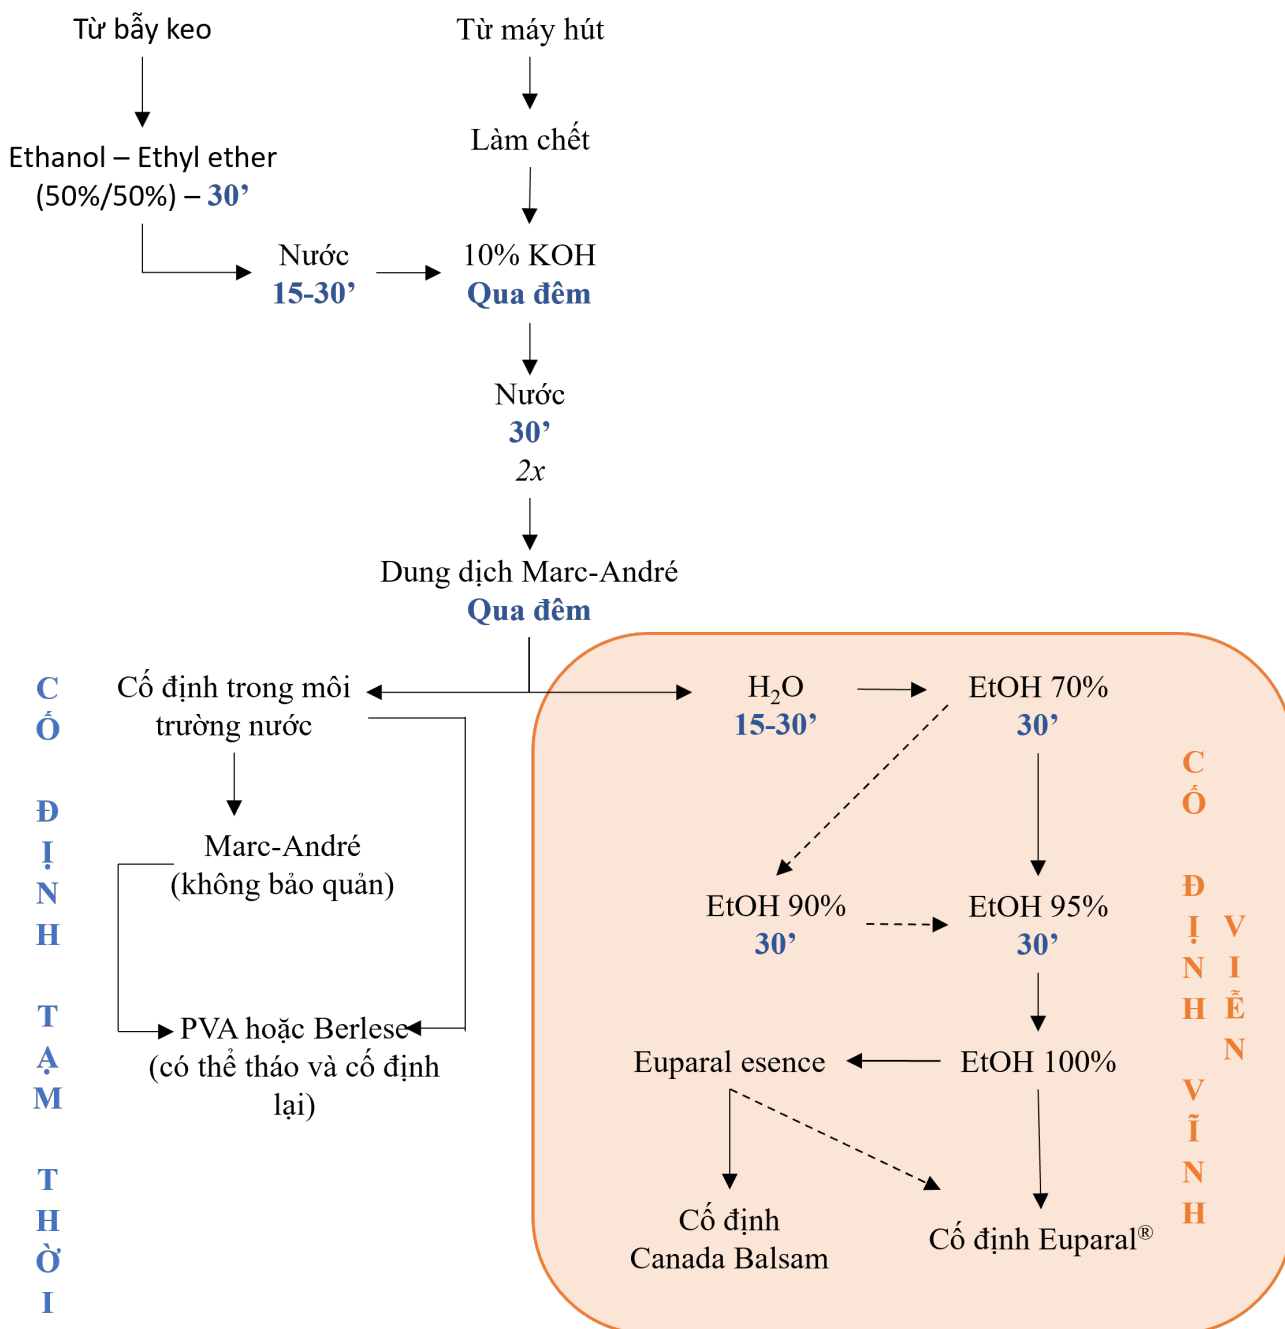 Từ bẫy keo
Từ máy hút
Làm chết
Ethanol – Ethyl ether
(50%/50%) – 30’
Nước
15-30’
10% KOH
Qua đêm
Nước
30’
2x
Dung dịch Marc-André
Qua đêm
CỐ ĐỊNH TẠM THỜI
Cố định trong môi
trường nước
Marc-André
(không bảo quản)
PVA hoặc Berlese
(có thể tháo và cố định
lại)
H₂O
15-30’
EtOH 70%
30’
EtOH 90%
30’
EtOH 95%
30’
Euparal esence
EtOH 100%
Cố định
Canada Balsam
Cố định Euparal®
CỐ ĐỊNH VĨNH
VIỄN